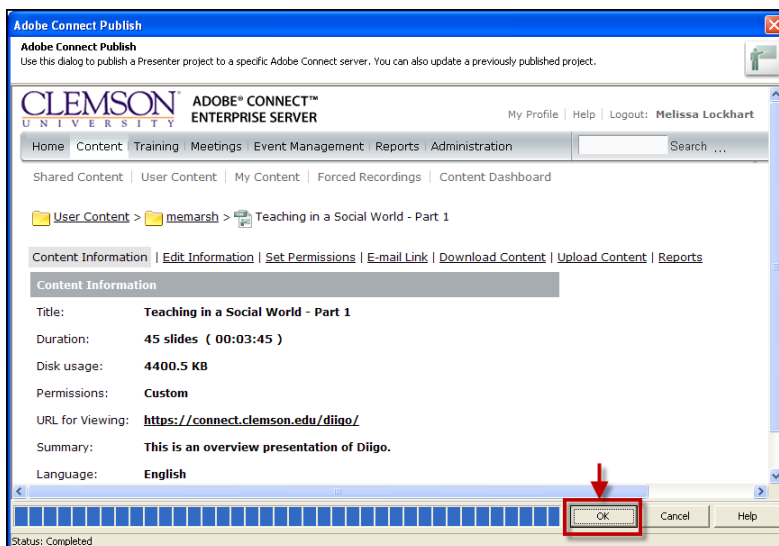 Adobe Connect Publish
Adobe Connect Publish
Use this dialog to publish a Presenter project to a specific Adobe Connect server. You can also update a previously published project.
CLEMSON ADOBE® CONNECT™
UNIVERSITY ENTERPRISE SERVER
My Profile | Help | Logout: Melissa Lockhart
Home Content | Training | Meetings | Event Management | Reports | Administration Search ...
Shared Content | User Content | My Content | Forced Recordings | Content Dashboard
User Content > memarsh > Teaching in a Social World - Part 1
Content Information | Edit Information | Set Permissions | E-mail Link | Download Content | Upload Content | Reports
Content Information
Title: Teaching in a Social World - Part 1
Duration: 45 slides ( 00:03:45 )
Disk usage: 4400.5 KB
Permissions: Custom
URL for Viewing: https://connect.clemson.edu/diigo/
Summary: This is an overview presentation of Diigo.
Language: English
OK Cancel Help
Status: Completed